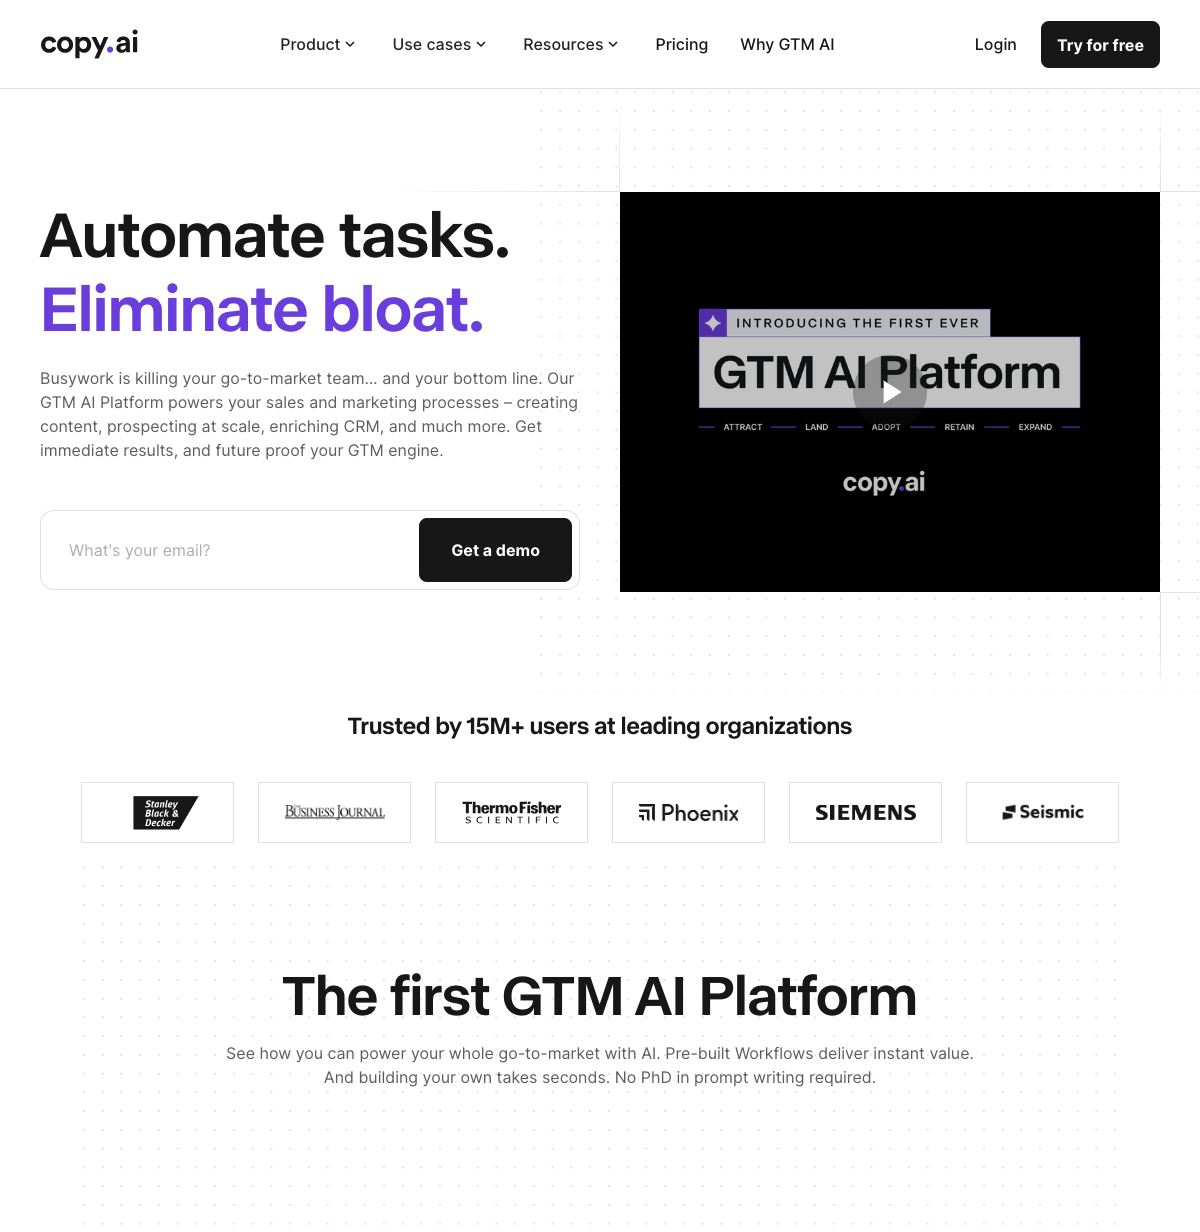 copy.ai
Product
Use cases
Resources
Pricing
Why GTM AI
Login
Try for free
Automate tasks.
Eliminate bloat.
Busywork is killing your go-to-market team... and your bottom line. Our
GTM AI Platform powers your sales and marketing processes – creating
content, prospecting at scale, enriching CRM, and much more. Get
immediate results, and future proof your GTM engine.
What's your email?
Get a demo
INTRODUCING THE FIRST EVER
GTM AI Platform
ATTRACT LAND ADOPT RETAIN EXPAND
copy.ai
Trusted by 15M+ users at leading organizations
Stanley
Black &
Decker
BUSINESS JOURNAL
ThermoFisher
SCIENTIFIC
Phoenix
SIEMENS
Seismic
The first GTM AI Platform
See how you can power your whole go-to-market with AI. Pre-built Workflows deliver instant value.
And building your own takes seconds. No PhD in prompt writing required.